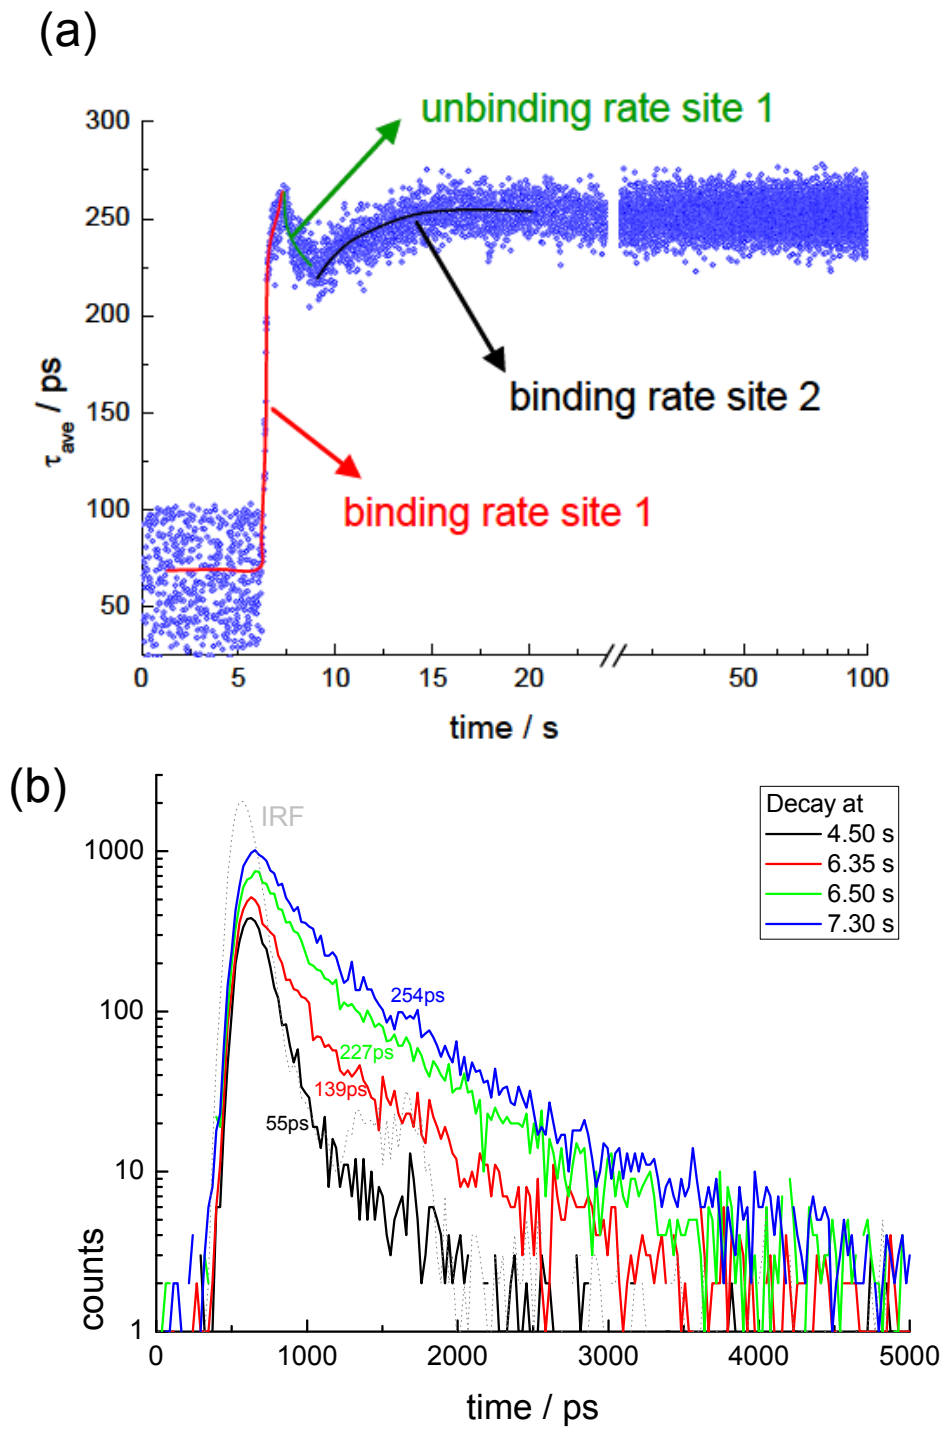 (a)
unbinding rate site 1
300
250
200
150
100
50
τave / ps
binding rate site 2
binding rate site 1
0 5 10 15 20 50 100
time / s
(b)
IRF
Decay at
4.50 s
6.35 s
6.50 s
7.30 s
1000
100
10
1
counts
254ps
227ps
139ps
55ps
0 1000 2000 3000 4000 5000
time / ps